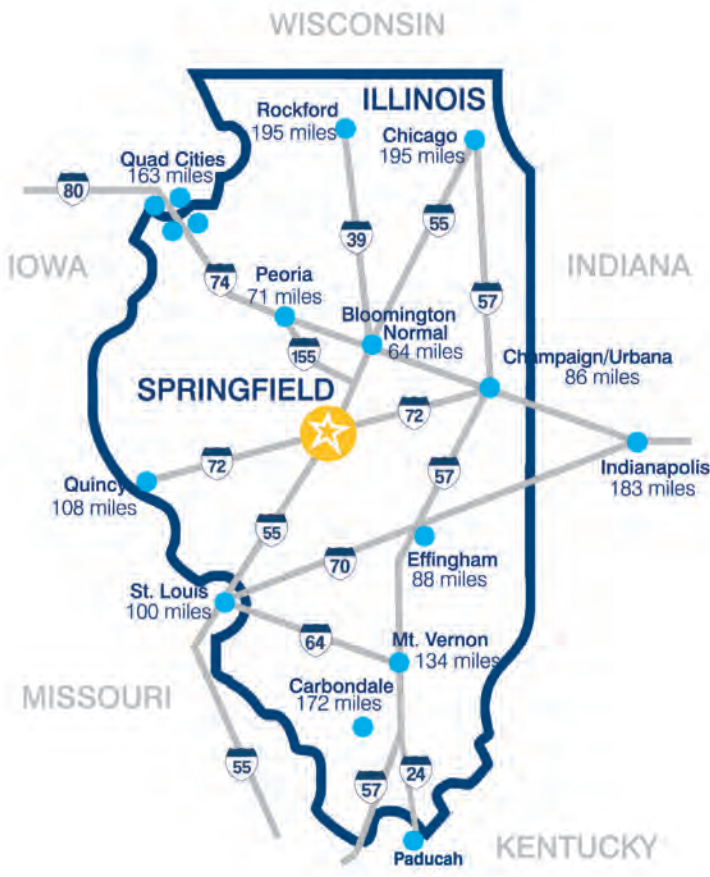 WISCONSIN
ILLINOIS
Rockford
195 miles
Chicago
195 miles
Quad Cities
163 miles
80
55
39
IOWA
INDIANA
74
Peoria
71 miles
57
Bloomington
Normal
64 miles
155
Champaign/Urbana
86 miles
SPRINGFIELD
72
72
57
Quincy
108 miles
Indianapolis
183 miles
55
70
Effingham
88 miles
St. Louis
100 miles
64
Mt. Vernon
134 miles
MISSOURI
Carbondale
172 miles
55
57
24
KENTUCKY
Paducah